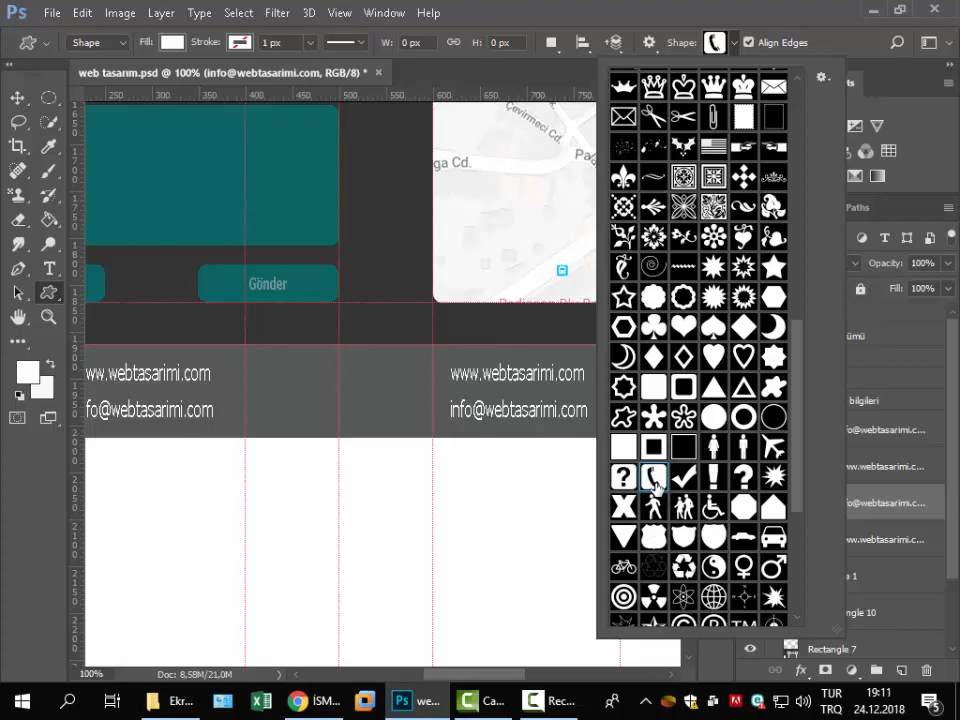 Ps File Edit Image Layer Type Select Filter 3D View Window Help
Shape Fill: Stroke: 1 px W: 0 px H: 0 px Shape: Align Edges
web tasarım.psd @ 100% (info@webtasarimi.com, RGB/8) * ×
250 350 400 450 500 550 600 650 700 750
Çevirmeci Cd.
ga Cd.
Gönder
ww.webtasarimi.com www.webtasarimi.com
fo@webtasarimi.com info@webtasarimi.com
Paths
Opacity: 100%
Fill: 100%
ümü
bilgileri
fo@webtasarimi.c...
ww.webtasarimi.c...
fo@webtasarimi.c...
ww.webtasarimi.c...
e 1
ngle 10
Rectangle 7
100% Doc: 8,58M/21,0M
Ekr... İSM... we... Ca... Rec...
TUR 19:11
TRQ 24.12.2018
5